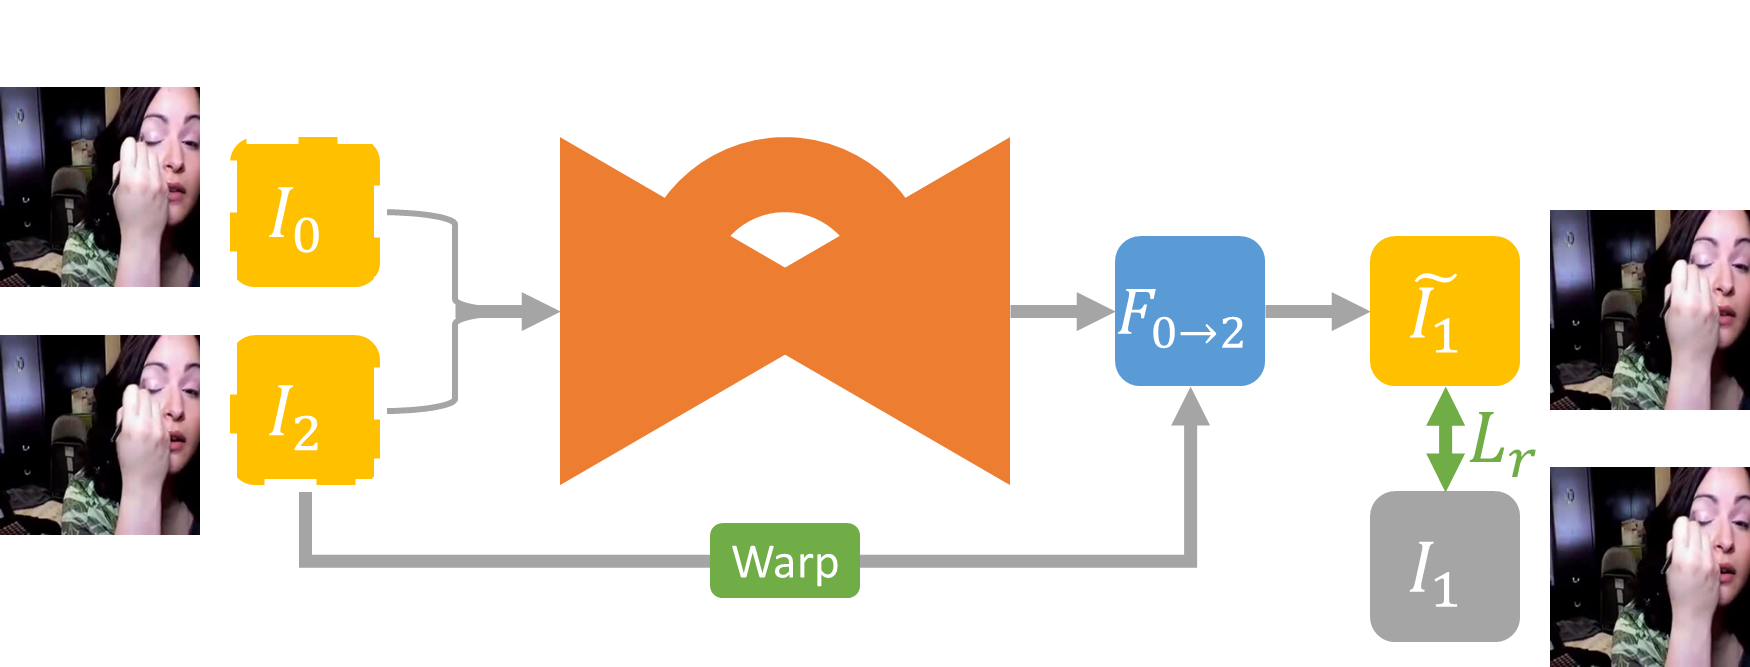 I₀
I₂
F₀→₂
Ĩ₁
Lᵣ
I₁
Warp